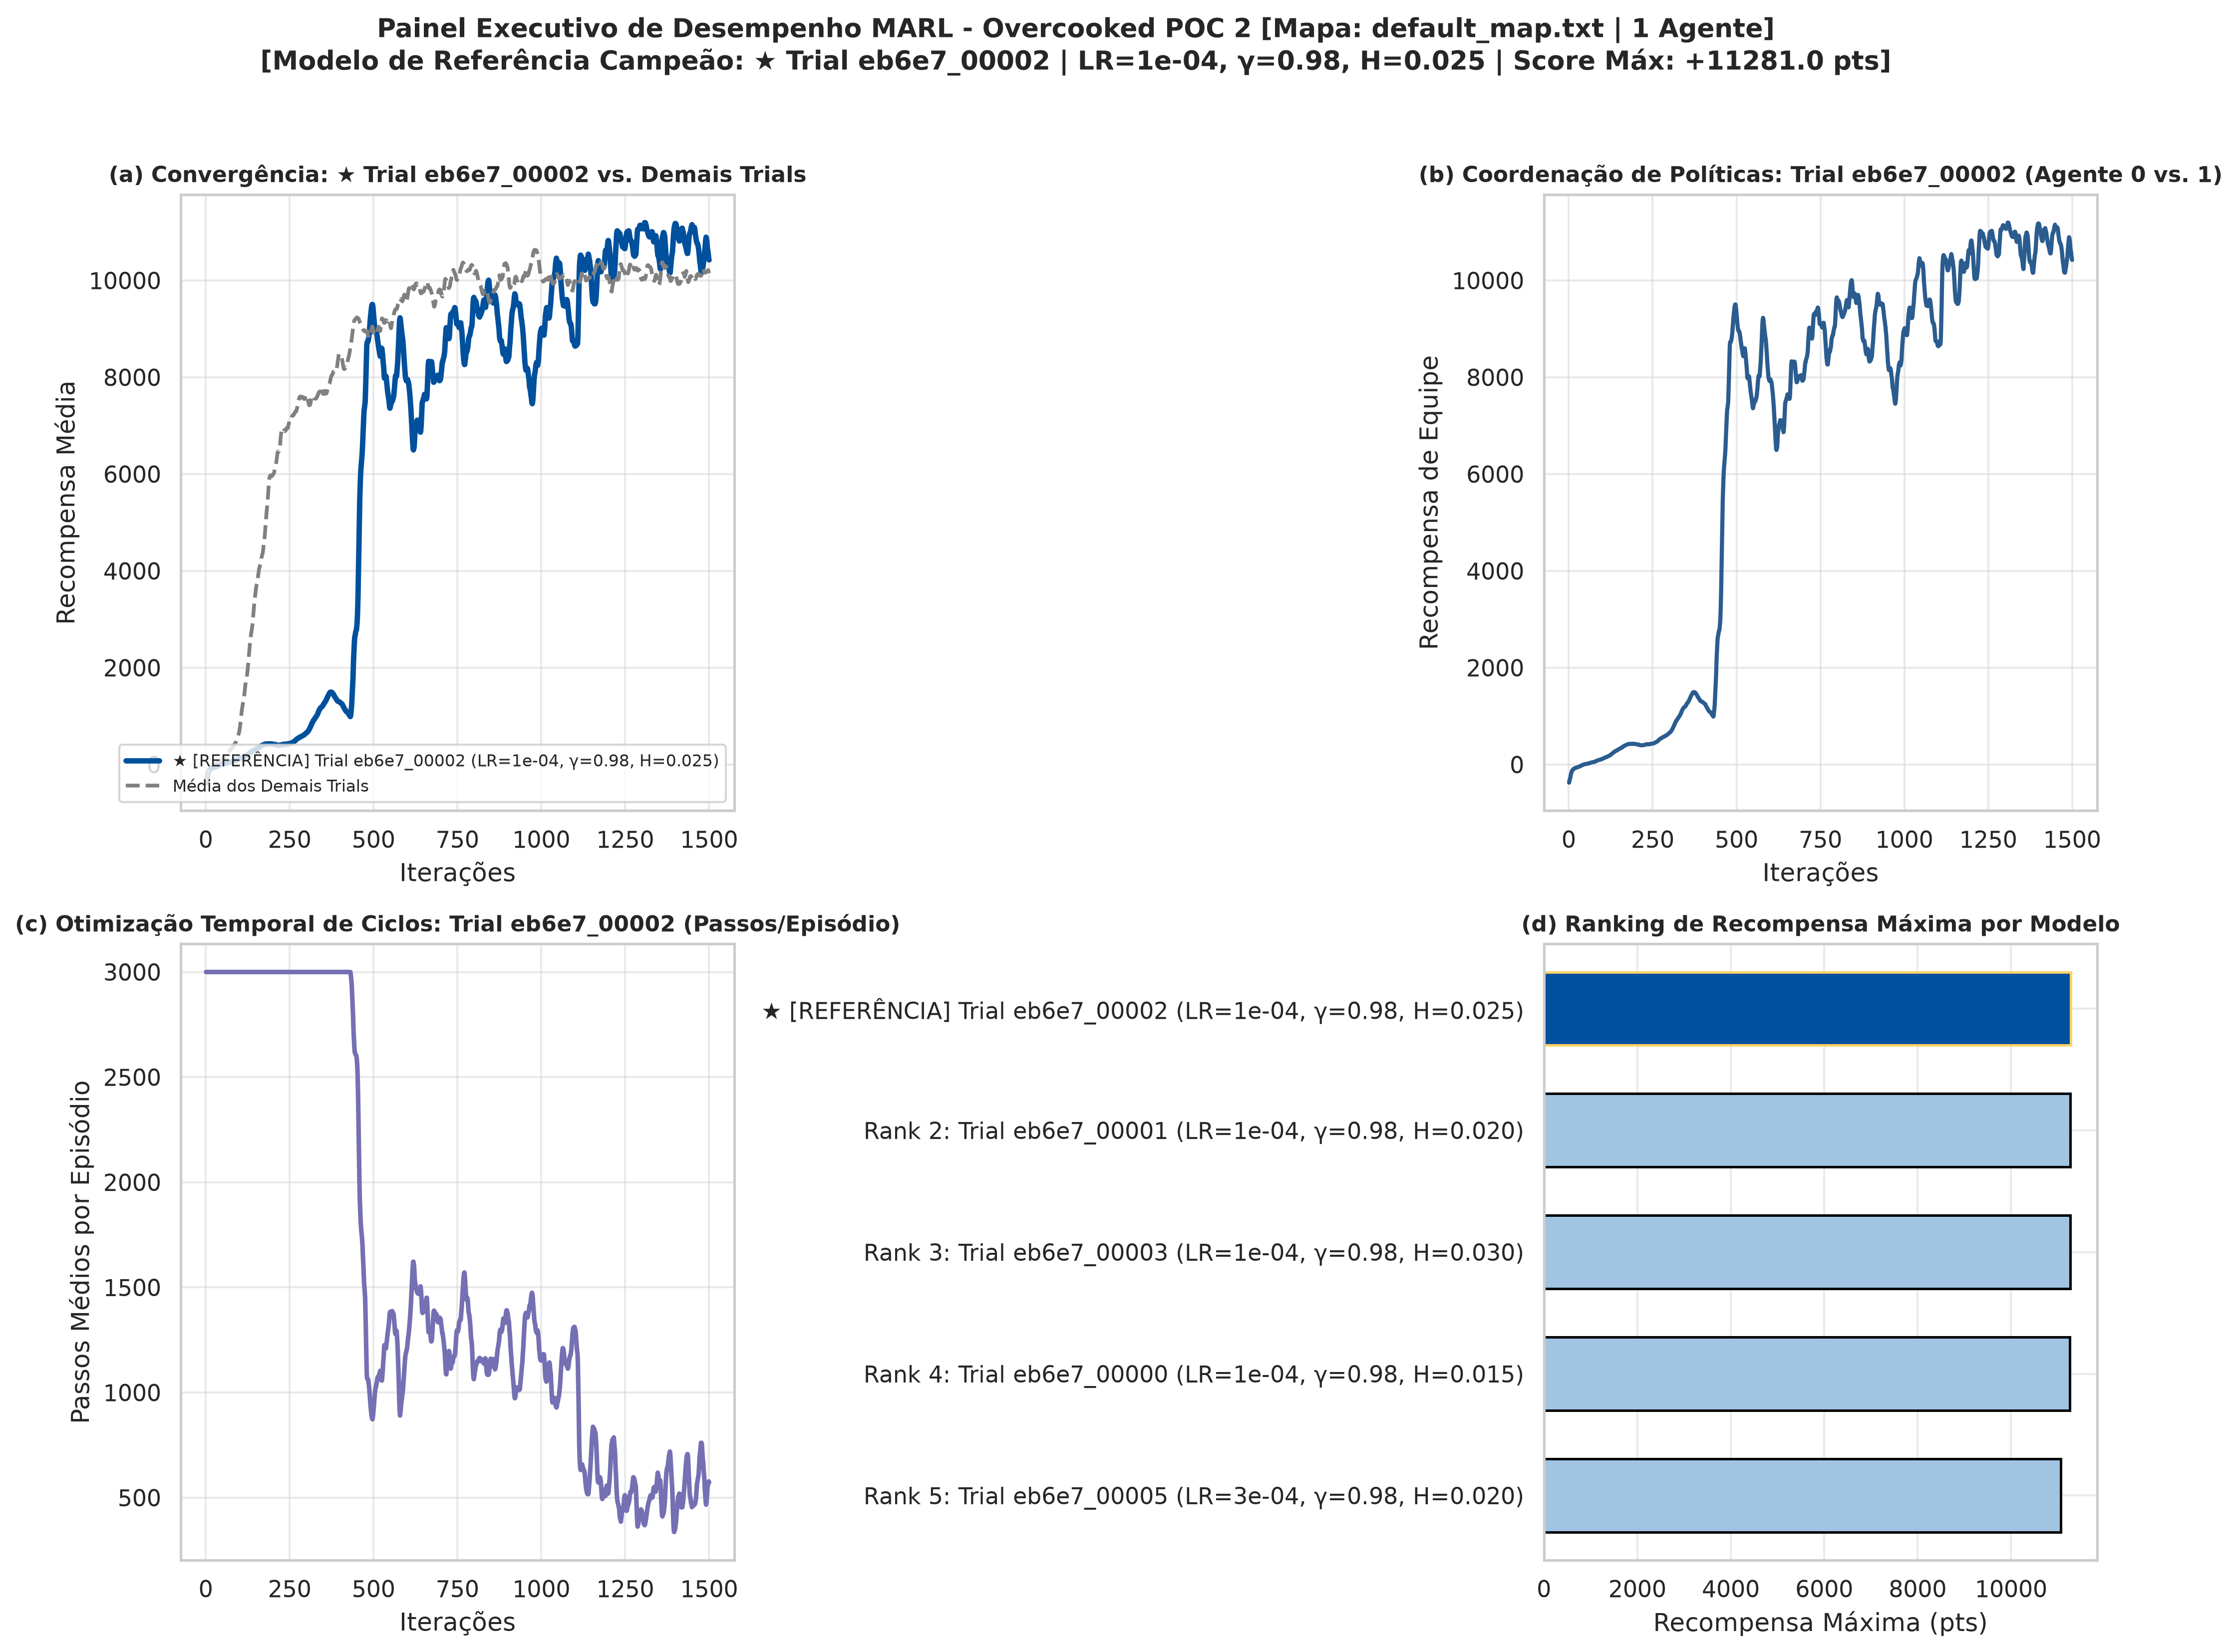 Painel Executivo de Desempenho MARL - Overcooked POC 2 [Mapa: default_map.txt | 1 Agente]
[Modelo de Referência Campeão: ★ Trial eb6e7_00002 | LR=1e-04, γ=0.98, H=0.025 | Score Máx: +11281.0 pts]
(a) Convergência: ★ Trial eb6e7_00002 vs. Demais Trials
Recompensa Média
10000
8000
6000
4000
2000
0
★ [REFERÊNCIA] Trial eb6e7_00002 (LR=1e-04, γ=0.98, H=0.025)
Média dos Demais Trials
0 250 500 750 1000 1250 1500
Iterações
(b) Coordenação de Políticas: Trial eb6e7_00002 (Agente 0 vs. 1)
Recompensa de Equipe
10000
8000
6000
4000
2000
0
0 250 500 750 1000 1250 1500
Iterações
(c) Otimização Temporal de Ciclos: Trial eb6e7_00002 (Passos/Episódio)
Passos Médios por Episódio
3000
2500
2000
1500
1000
500
0 250 500 750 1000 1250 1500
Iterações
(d) Ranking de Recompensa Máxima por Modelo
★ [REFERÊNCIA] Trial eb6e7_00002 (LR=1e-04, γ=0.98, H=0.025)
Rank 2: Trial eb6e7_00001 (LR=1e-04, γ=0.98, H=0.020)
Rank 3: Trial eb6e7_00003 (LR=1e-04, γ=0.98, H=0.030)
Rank 4: Trial eb6e7_00000 (LR=1e-04, γ=0.98, H=0.015)
Rank 5: Trial eb6e7_00005 (LR=3e-04, γ=0.98, H=0.020)
0 2000 4000 6000 8000 10000
Recompensa Máxima (pts)